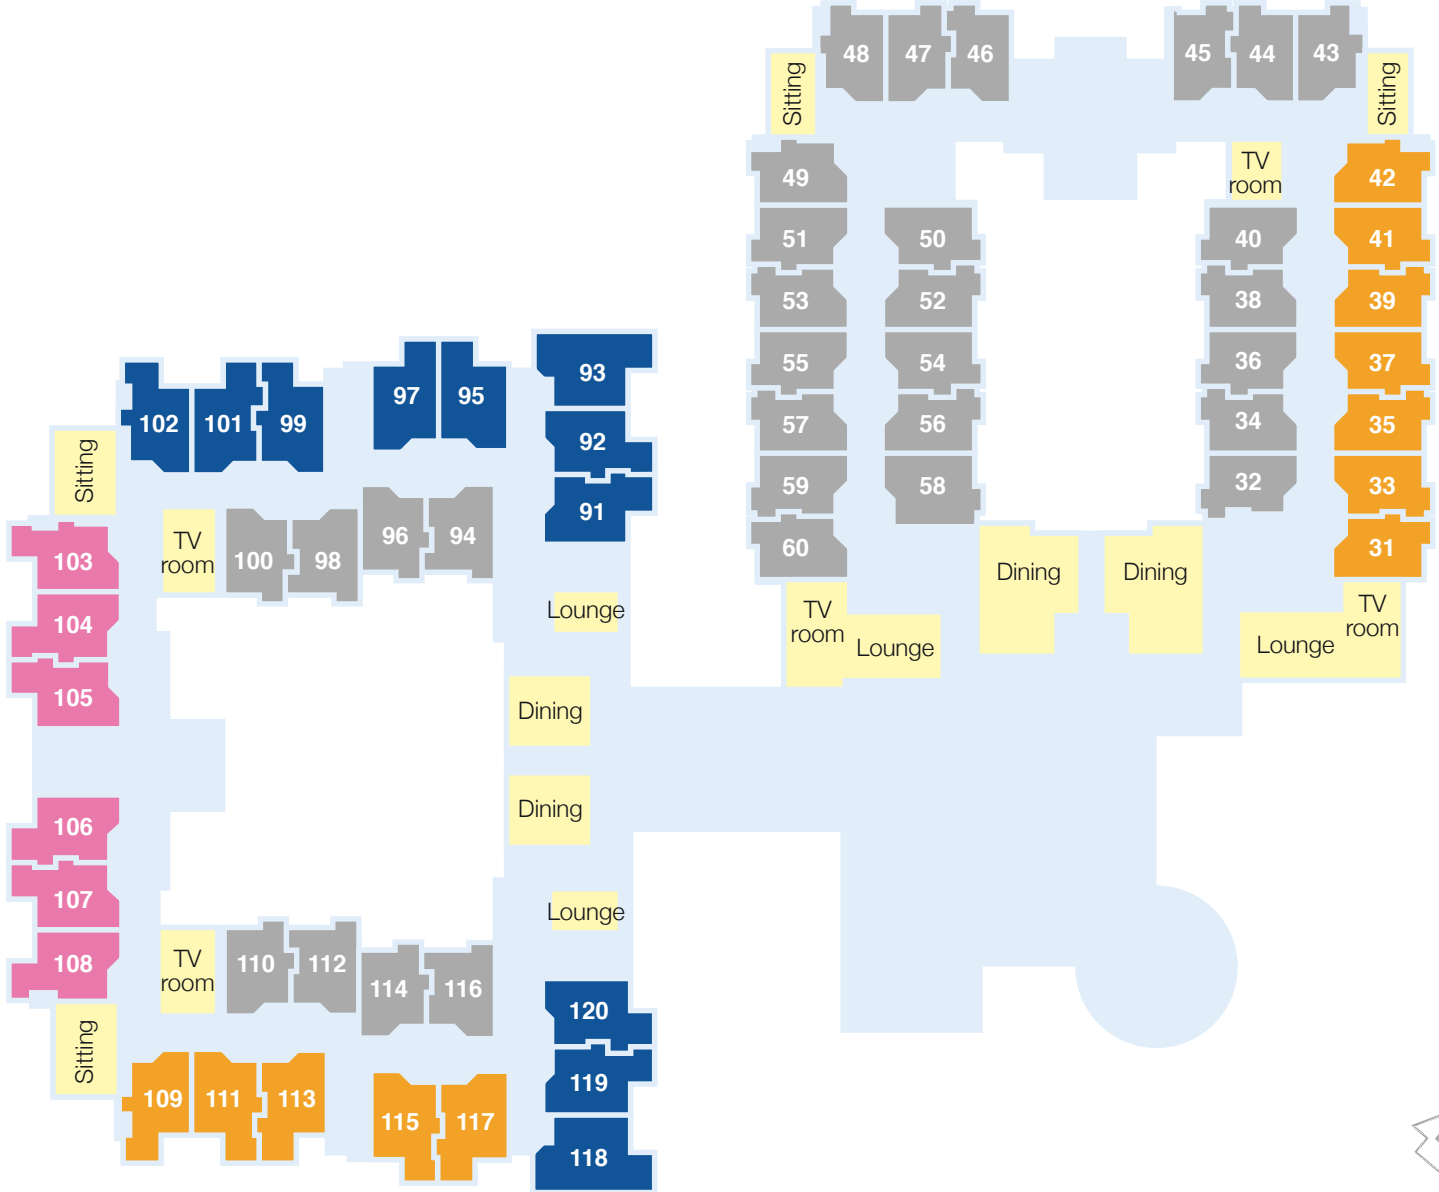 48 47 46 45 44 43
Sitting Sitting
TV
room
49 42
51 50 40 41
53 52 38 39
55 54 36 37
57 56 34 35
59 58 32 33
60 31
Dining Dining
TV
room
Lounge
Lounge
TV
room
93
97 95
102 101 99
92
Sitting
91
TV
room
100 98 96 94
103
Lounge
104
105
Dining
Dining
106
107
Lounge
108
TV
room
110 112 114 116
120
Sitting
119
109 111 113
115 117
118